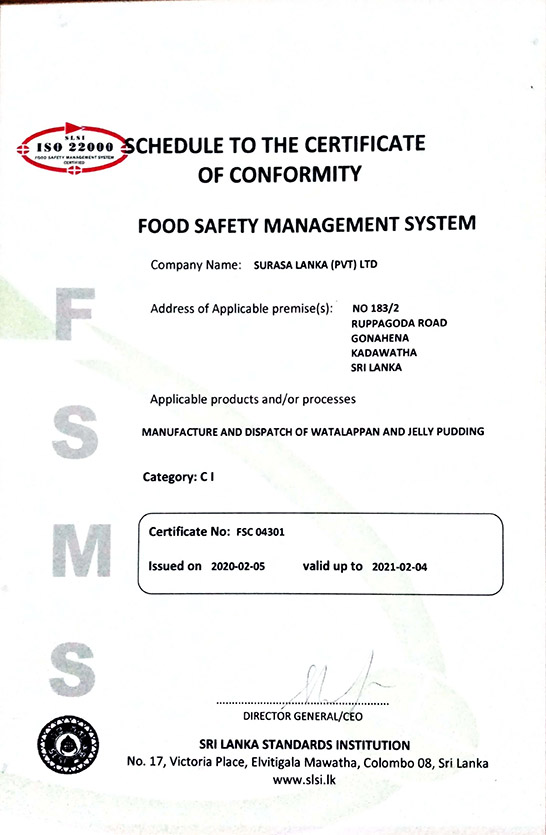 SLSI
ISO 22000
FOOD SAFETY MANAGEMENT SYSTEM
CERTIFIED
SCHEDULE TO THE CERTIFICATE
OF CONFORMITY
FOOD SAFETY MANAGEMENT SYSTEM
Company Name: SURASA LANKA (PVT) LTD
Address of Applicable premise(s): NO 183/2
RUPPAGODA ROAD
GONAHENA
KADAWATHA
SRI LANKA
Applicable products and/or processes
MANUFACTURE AND DISPATCH OF WATALAPPAN AND JELLY PUDDING
Category: C I
Certificate No: FSC 04301
Issued on 2020-02-05 valid up to 2021-02-04
F
S
M
S
DIRECTOR GENERAL/CEO
SRI LANKA STANDARDS INSTITUTION
No. 17, Victoria Place, Elvitigala Mawatha, Colombo 08, Sri Lanka
www.slsi.lk